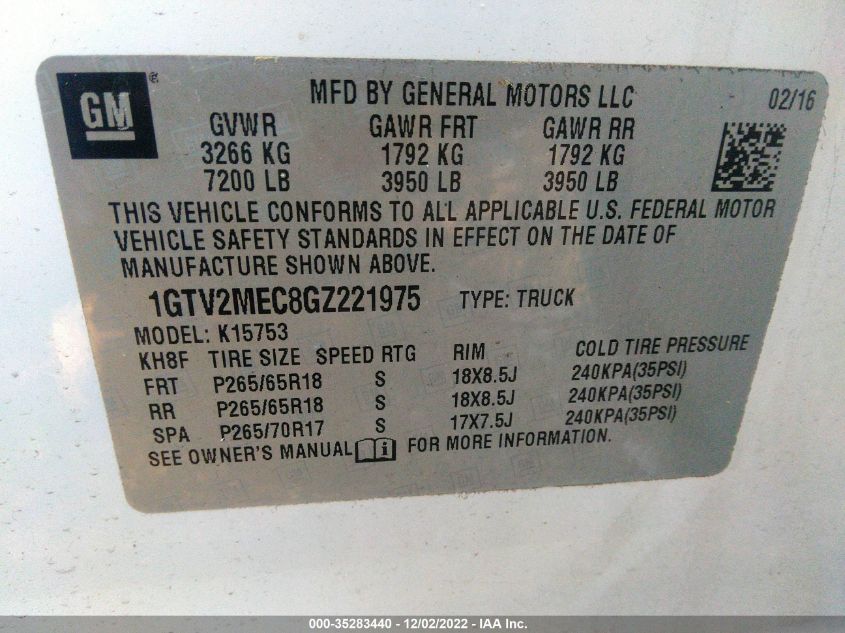 GM ®
MFD BY GENERAL MOTORS LLC 02/16
GVWR GAWR FRT GAWR RR
3266 KG 1792 KG 1792 KG
7200 LB 3950 LB 3950 LB
THIS VEHICLE CONFORMS TO ALL APPLICABLE U.S. FEDERAL MOTOR
VEHICLE SAFETY STANDARDS IN EFFECT ON THE DATE OF
MANUFACTURE SHOWN ABOVE.
1GTV2MEC8GZ221975 TYPE: TRUCK
MODEL: K15753
KH8F TIRE SIZE SPEED RTG RIM COLD TIRE PRESSURE
FRT P265/65R18 S 18X8.5J 240KPA(35PSI)
RR P265/65R18 S 18X8.5J 240KPA(35PSI)
SPA P265/70R17 S 17X7.5J 240KPA(35PSI)
SEE OWNER'S MANUAL i FOR MORE INFORMATION.
000-35283440 - 12/02/2022 - IAA Inc.